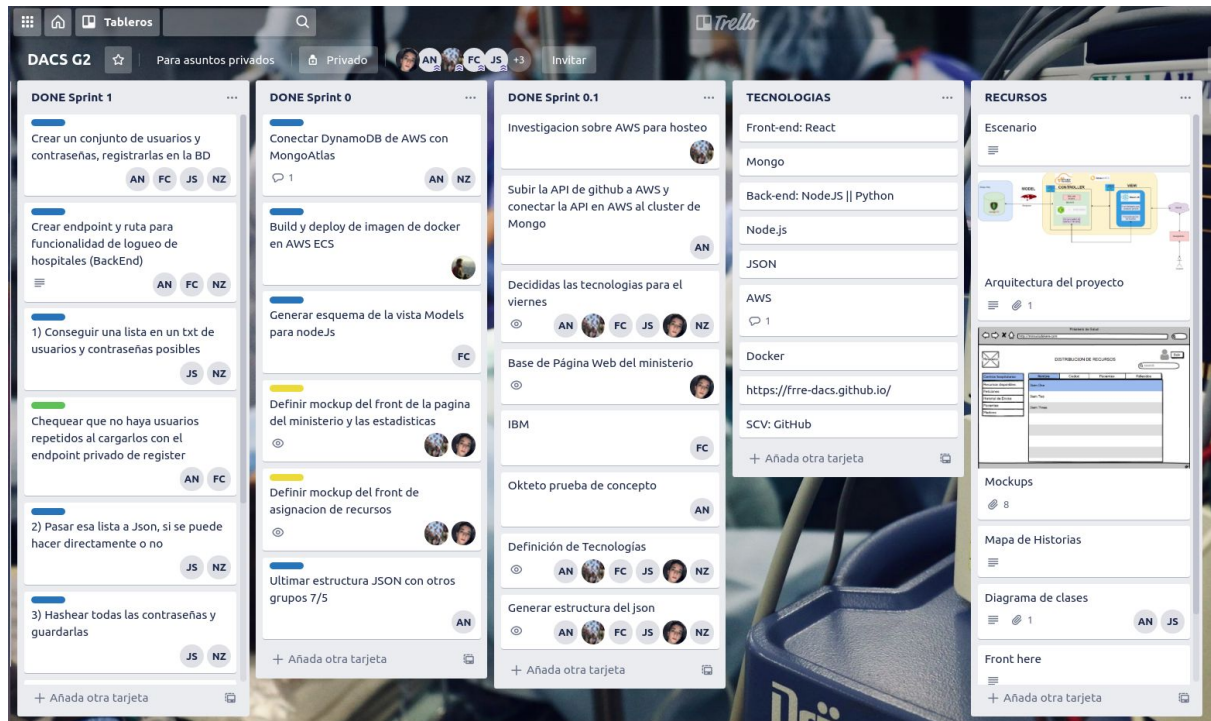 Tableros
Trello
DACS G2
Para asuntos privados
Privado
AN
FC
JS
+3
Invitar
DONE Sprint 1
Crear un conjunto de usuarios y
contraseñas, registrarlas en la BD
AN FC JS NZ
Crear endpoint y ruta para
funcionalidad de logueo de
hospitales (BackEnd)
AN FC NZ
1) Conseguir una lista en un txt de
usuarios y contraseñas posibles
JS NZ
Chequear que no haya usuarios
repetidos al cargarlos con el
endpoint privado de register
AN FC
2) Pasar esa lista a Json, si se puede
hacer directamente o no
JS NZ
3) Hashear todas las contraseñas y
guardarlas
JS NZ
+ Añada otra tarjeta
DONE Sprint 0
Conectar DynamoDB de AWS con
MongoAtlas
1
AN NZ
Build y deploy de imagen de docker
en AWS ECS
Generar esquema de la vista Models
para nodeJs
FC
Definir mockup del front de la pagina
del ministerio y las estadisticas
Definir mockup del front de
asignacion de recursos
Ultimar estructura JSON con otros
grupos 7/5
AN
+ Añada otra tarjeta
DONE Sprint 0.1
Investigacion sobre AWS para hosteo
Subir la API de github a AWS y
conectar la API en AWS al cluster de
Mongo
AN
Decididas las tecnologias para el
viernes
AN FC JS NZ
Base de Página Web del ministerio
IBM
FC
Okteto prueba de concepto
AN
Definición de Tecnologías
AN FC JS NZ
Generar estructura del json
AN FC JS NZ
+ Añada otra tarjeta
TECNOLOGIAS
Front-end: React
Mongo
Back-end: NodeJS || Python
Node.js
JSON
AWS
1
Docker
https://frre-dacs.github.io/
SCV: GitHub
+ Añada otra tarjeta
RECURSOS
Escenario
MODEL
CONTROLLER
VIEW
Arquitectura del proyecto
1
DISTRIBUCION DE RECURSOS
Mockups
8
Mapa de Historias
Diagrama de clases
1
AN JS
Front here
+ Añada otra tarjeta